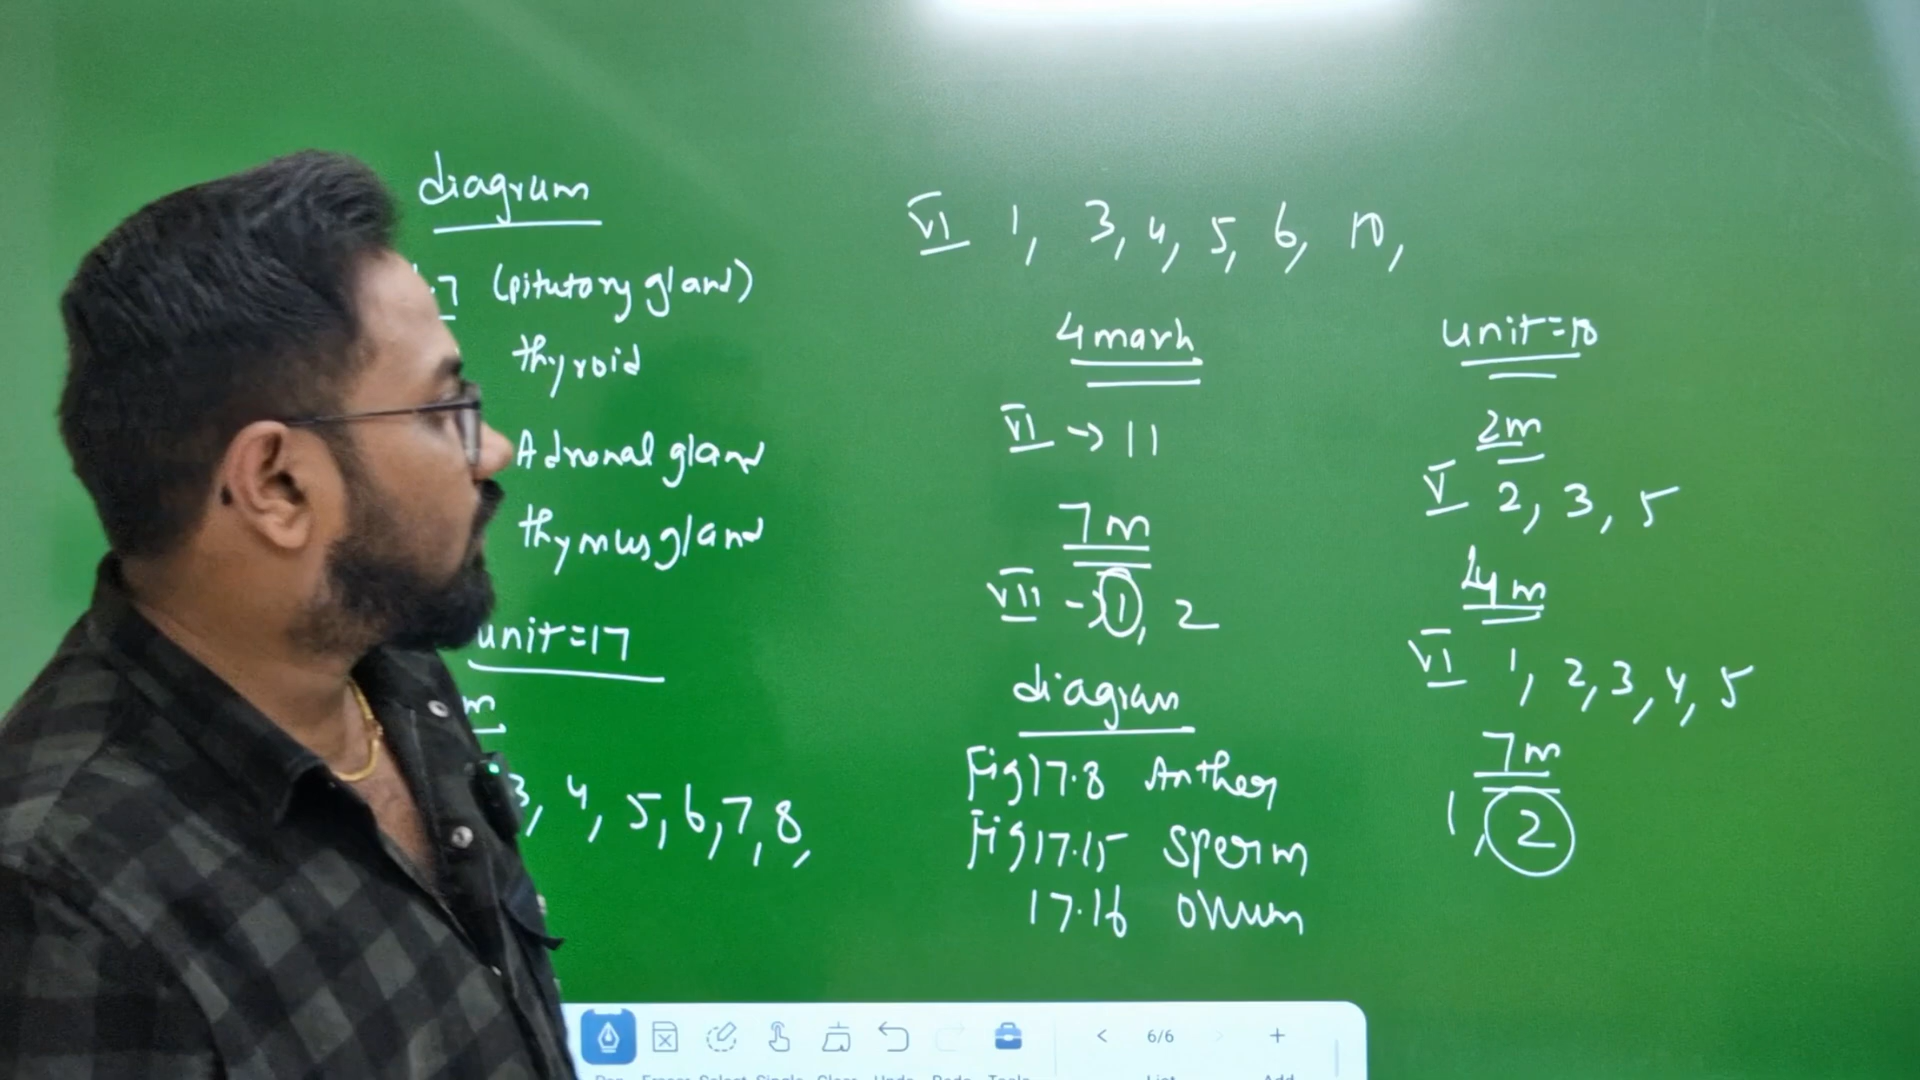 diagrum
.7 (pitutory gland)
thyroid
Adrenal gland
thymus gland
unit=17
m
3, 4, 5, 6, 7, 8,
VI 1, 3, 4, 5, 6, 10,
4 mark
VI → 11
7m
VII → 1, 2
diagram
Fig 17.8 Anther
Fig 17.15 Sperm
17.16 Ovum
unit=18
2m
V 2, 3, 5
4m
VI 1, 2, 3, 4, 5
7m
1, 2
6/6